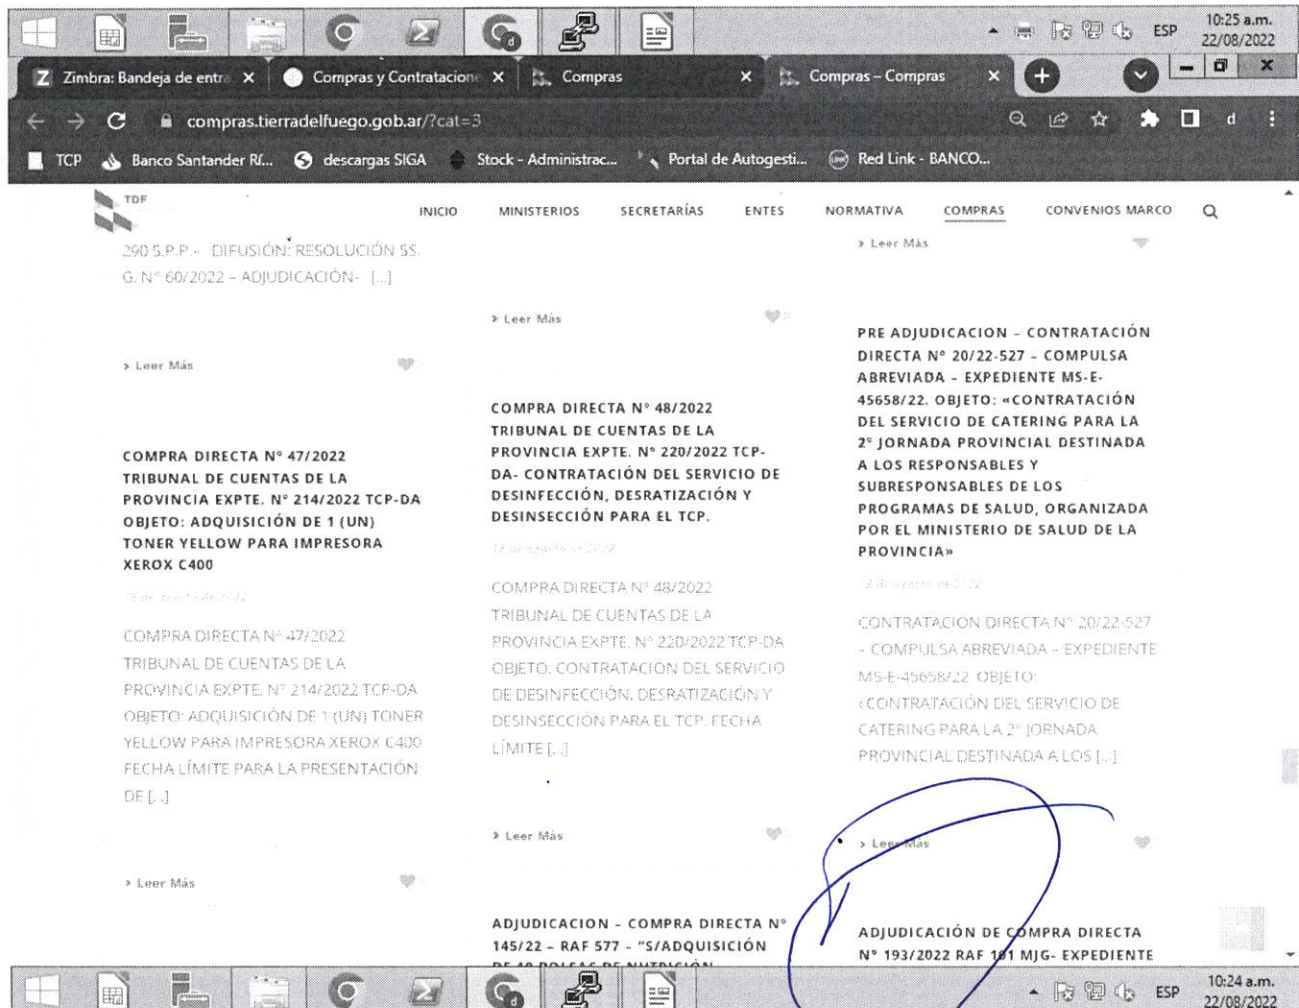 ESP
10:25 a.m.
22/08/2022
Zimbra: Bandeja de entra
Compras y Contratacione
Compras
Compras – Compras
compras.tierradelfuego.gob.ar/?cat=3
d
TCP
Banco Santander Rí...
descargas SIGA
Stock - Administrac...
Portal de Autogesti...
Red Link - BANCO...
TDF
INICIO
MINISTERIOS
SECRETARÍAS
ENTES
NORMATIVA
COMPRAS
CONVENIOS MARCO
290 S.P.P.- DIFUSIÓN: RESOLUCIÓN SS.
G. N° 60/2022 – ADJUDICACIÓN- [...]
> Leer Más
COMPRA DIRECTA N° 47/2022
TRIBUNAL DE CUENTAS DE LA
PROVINCIA EXPTE. N° 214/2022 TCP-DA
OBJETO: ADQUISICIÓN DE 1 (UN)
TONER YELLOW PARA IMPRESORA
XEROX C400
COMPRA DIRECTA N° 47/2022
TRIBUNAL DE CUENTAS DE LA
PROVINCIA EXPTE. N° 214/2022 TCP-DA
OBJETO: ADQUISICIÓN DE 1 (UN) TONER
YELLOW PARA IMPRESORA XEROX C400
FECHA LÍMITE PARA LA PRESENTACIÓN
DE [...]
> Leer Más
> Leer Más
COMPRA DIRECTA N° 48/2022
TRIBUNAL DE CUENTAS DE LA
PROVINCIA EXPTE. N° 220/2022 TCP-
DA- CONTRATACIÓN DEL SERVICIO DE
DESINFECCIÓN, DESRATIZACIÓN Y
DESINSECCIÓN PARA EL TCP.
COMPRA DIRECTA N° 48/2022
TRIBUNAL DE CUENTAS DE LA
PROVINCIA EXPTE. N° 220/2022 TCP-DA
OBJETO: CONTRATACIÓN DEL SERVICIO
DE DESINFECCIÓN, DESRATIZACIÓN Y
DESINSECCIÓN PARA EL TCP. FECHA
LÍMITE [...]
> Leer Más
ADJUDICACION – COMPRA DIRECTA N°
145/22 – RAF 577 – "S/ADQUISICIÓN
DE 10 BOLSAS DE NUTRICIÓN
> Leer Más
PRE ADJUDICACION – CONTRATACIÓN
DIRECTA N° 20/22-527 – COMPULSA
ABREVIADA – EXPEDIENTE MS-E-
45658/22. OBJETO: «CONTRATACIÓN
DEL SERVICIO DE CATERING PARA LA
2° JORNADA PROVINCIAL DESTINADA
A LOS RESPONSABLES Y
SUBRESPONSABLES DE LOS
PROGRAMAS DE SALUD, ORGANIZADA
POR EL MINISTERIO DE SALUD DE LA
PROVINCIA»
CONTRATACION DIRECTA N° 20/22-527
– COMPULSA ABREVIADA – EXPEDIENTE
MS-E-45658/22. OBJETO:
«CONTRATACIÓN DEL SERVICIO DE
CATERING PARA LA 2° JORNADA
PROVINCIAL DESTINADA A LOS [...]
> Leer Más
ADJUDICACIÓN DE COMPRA DIRECTA
N° 193/2022 RAF 101 MJG- EXPEDIENTE
ESP
10:24 a.m.
22/08/2022